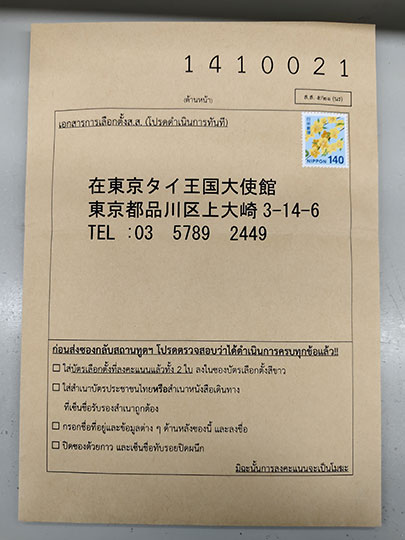 1410021
(ด้านหน้า)
ส.ส. ๕/๒๑ (นร)
เอกสารการเลือกตั้งส.ส. (โปรดดำเนินการทันที)
NIPPON 140
在東京タイ王国大使館
東京都品川区上大崎3-14-6
TEL :03 5789 2449
ก่อนส่งซองกลับสถานทูตฯ โปรดตรวจสอบว่าได้ดำเนินการครบทุกข้อแล้ว!!
☐ ใส่บัตรเลือกตั้งที่ลงคะแนนแล้วทั้ง 2 ใบ ลงในซองบัตรเลือกตั้งสีขาว
☐ ใส่สำเนาบัตรประชาชนไทยหรือสำเนาหนังสือเดินทาง
ที่เซ็นชื่อรับรองสำเนาถูกต้อง
☐ กรอกชื่อที่อยู่และข้อมูลต่าง ๆ ด้านหลังซองนี้ และลงชื่อ
☐ ปิดซองด้วยกาว และเซ็นชื่อทับรอยปิดผนึก
มิฉะนั้นการลงคะแนนจะเป็นโมฆะ